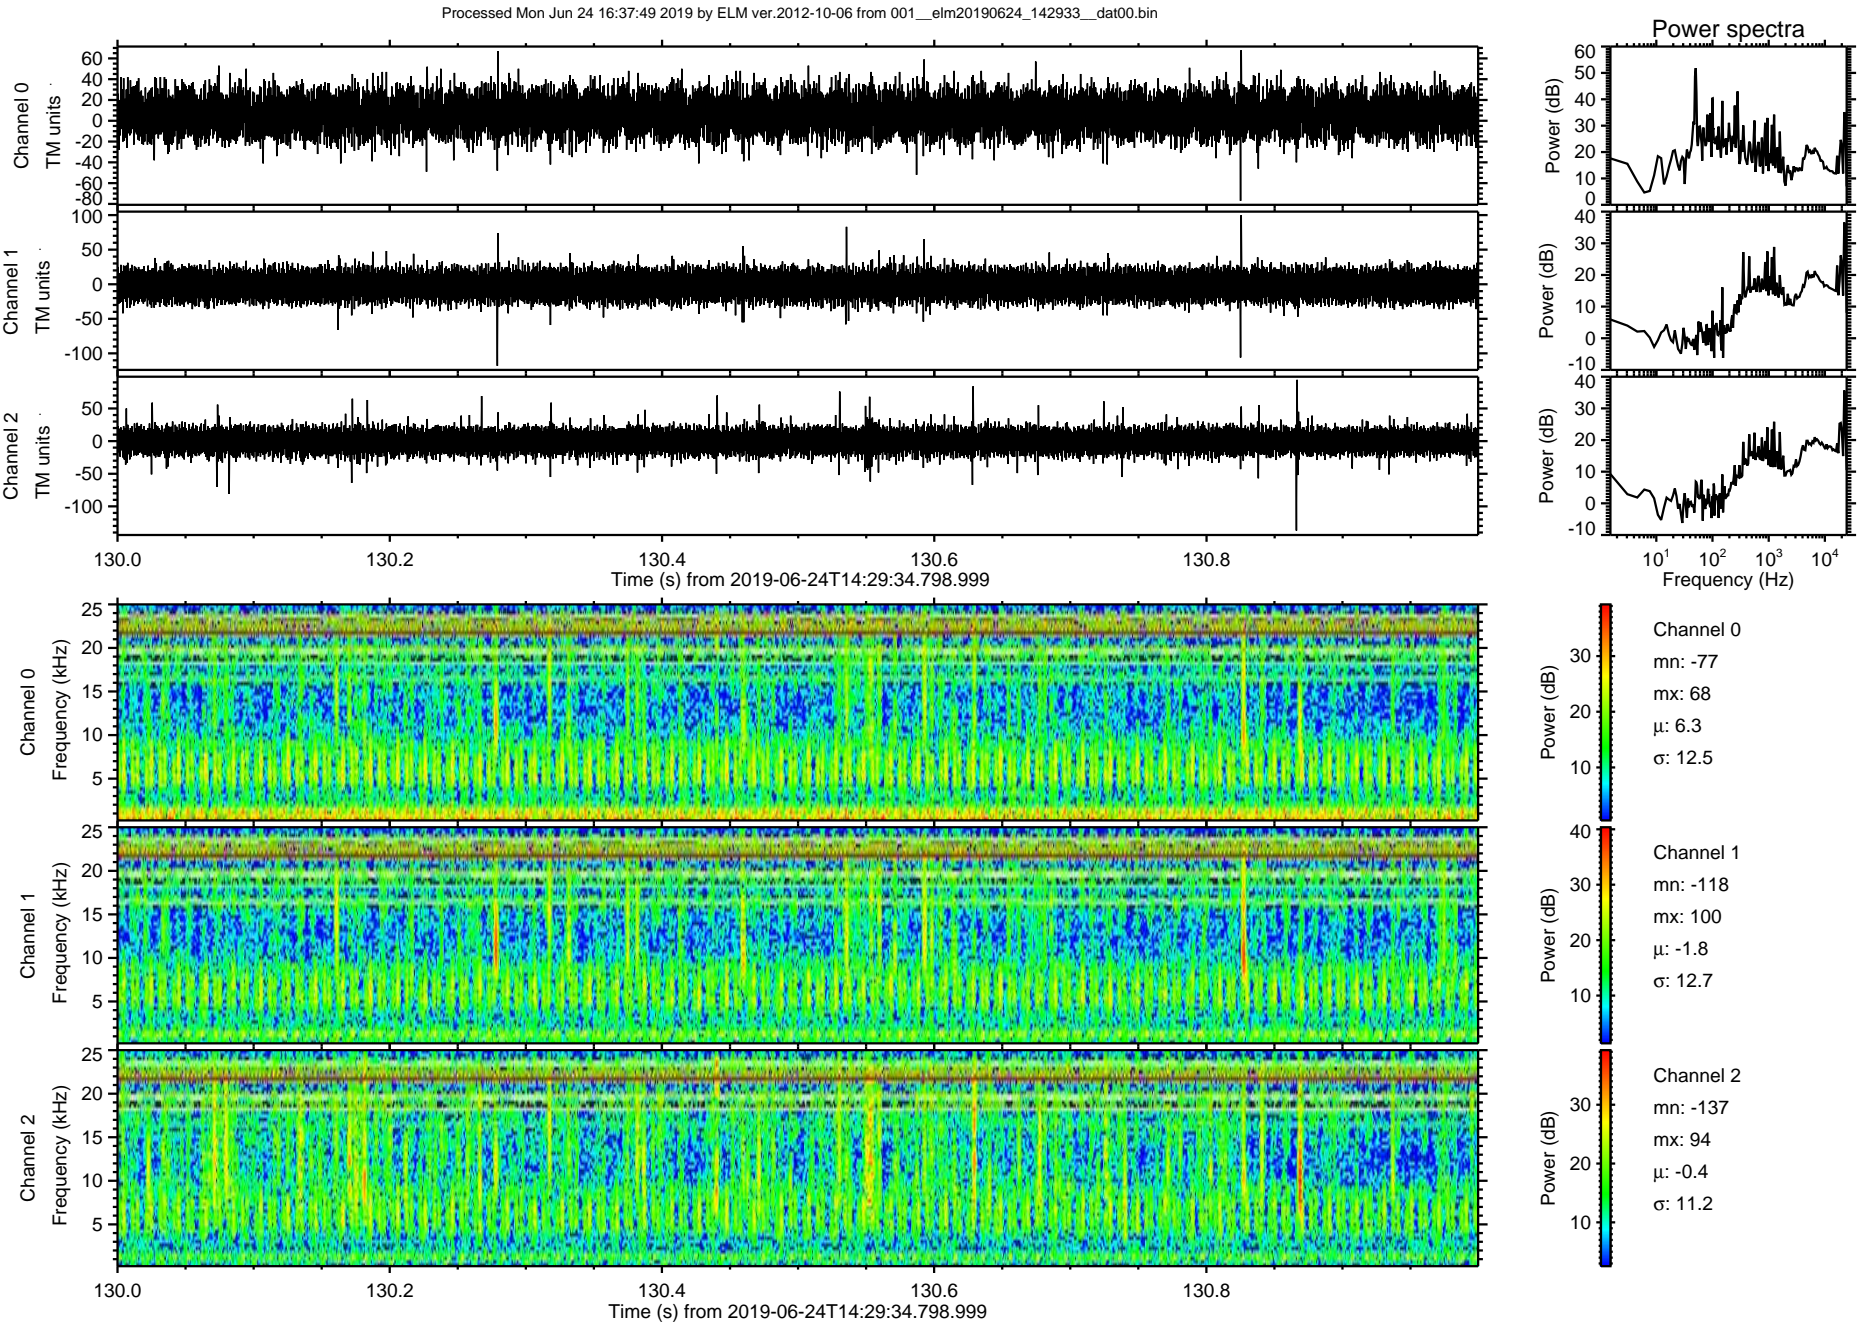 Processed Mon Jun 24 16:37:49 2019 by ELM ver.2012-10-06 from 001__elm20190624_142933__dat00.bin
Power spectra
Channel 0
TM units
60
40
20
0
-20
-40
-60
-80
Power (dB)
60
50
40
30
20
10
0
Channel 1
TM units
100
50
0
-50
-100
Power (dB)
40
30
20
10
0
-10
Channel 2
TM units
50
0
-50
-100
Power (dB)
40
30
20
10
0
-10
130.0 130.2 130.4 130.6 130.8
Time (s) from 2019-06-24T14:29:34.798.999
10¹ 10² 10³ 10⁴
Frequency (Hz)
Channel 0
Frequency (kHz)
25
20
15
10
5
Power (dB)
30
20
10
Channel 0
mn: -77
mx: 68
μ: 6.3
σ: 12.5
Channel 1
Frequency (kHz)
25
20
15
10
5
Power (dB)
40
30
20
10
Channel 1
mn: -118
mx: 100
μ: -1.8
σ: 12.7
Channel 2
Frequency (kHz)
25
20
15
10
5
Power (dB)
30
20
10
Channel 2
mn: -137
mx: 94
μ: -0.4
σ: 11.2
130.0 130.2 130.4 130.6 130.8
Time (s) from 2019-06-24T14:29:34.798.999